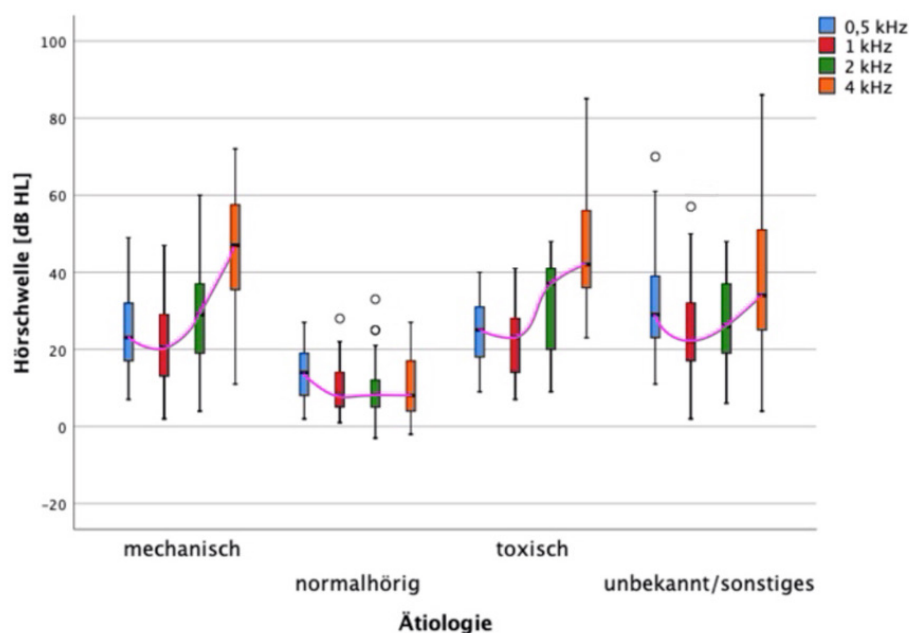 0,5 kHz
1 kHz
2 kHz
4 kHz
Hörschwelle [dB HL]
100
80
60
40
20
0
-20
mechanisch
normalhörig
toxisch
unbekannt/sonstiges
Ätiologie